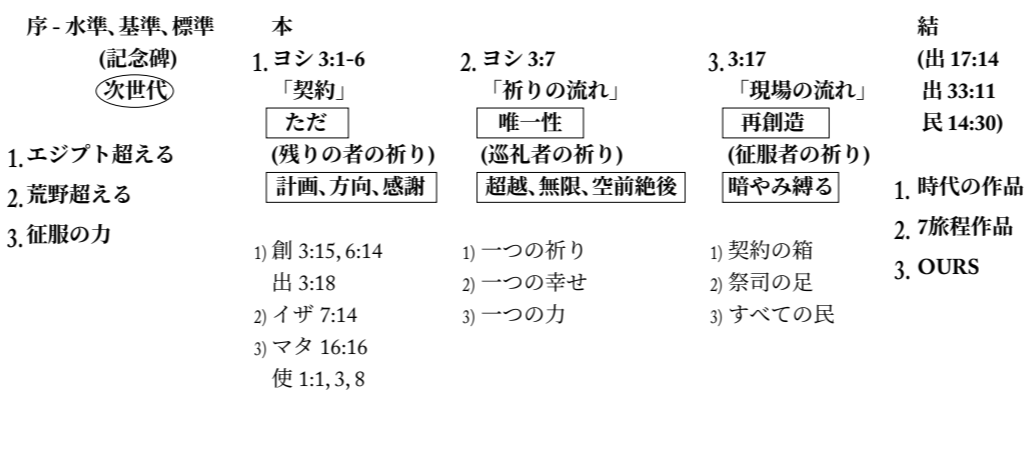 序 - 水準、基準、標準
(記念碑)
次世代
1. エジプト超える
2. 荒野超える
3. 征服の力
本
1. ヨシ 3:1-6
「契約」
ただ
(残りの者の祈り)
計画、方向、感謝
1) 創 3:15, 6:14
出 3:18
2) イザ 7:14
3) マタ 16:16
使 1:1, 3, 8
2. ヨシ 3:7
「祈りの流れ」
唯一性
(巡礼者の祈り)
超越、無限、空前絶後
1) 一つの祈り
2) 一つの幸せ
3) 一つの力
3. 3:17
「現場の流れ」
再創造
(征服者の祈り)
暗やみ縛る
1) 契約の箱
2) 祭司の足
3) すべての民
結
(出 17:14
出 33:11
民 14:30)
1. 時代の作品
2. 7旅程作品
3. OURS